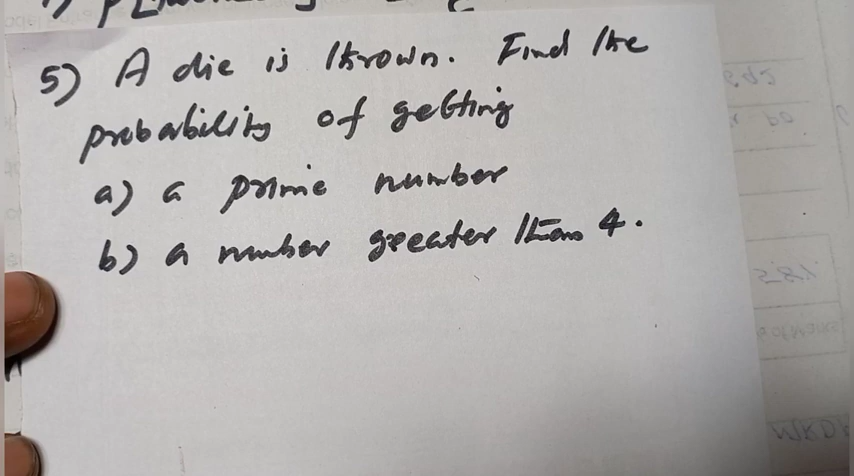 5) A die is thrown. Find the
probability of getting
a) a prime number
b) a number greater than 4.